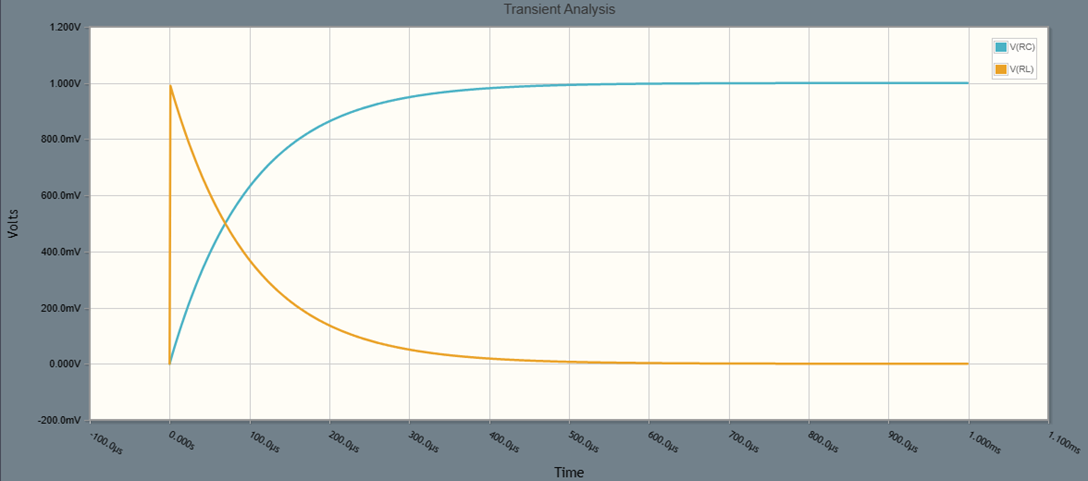 Transient Analysis
1.200V
1.000V
800.0mV
600.0mV
400.0mV
200.0mV
0.000V
-200.0mV
Volts
V(RC)
V(RL)
-100.0µs
0.000s
100.0µs
200.0µs
300.0µs
400.0µs
500.0µs
600.0µs
700.0µs
800.0µs
900.0µs
1.000ms
1.100ms
Time